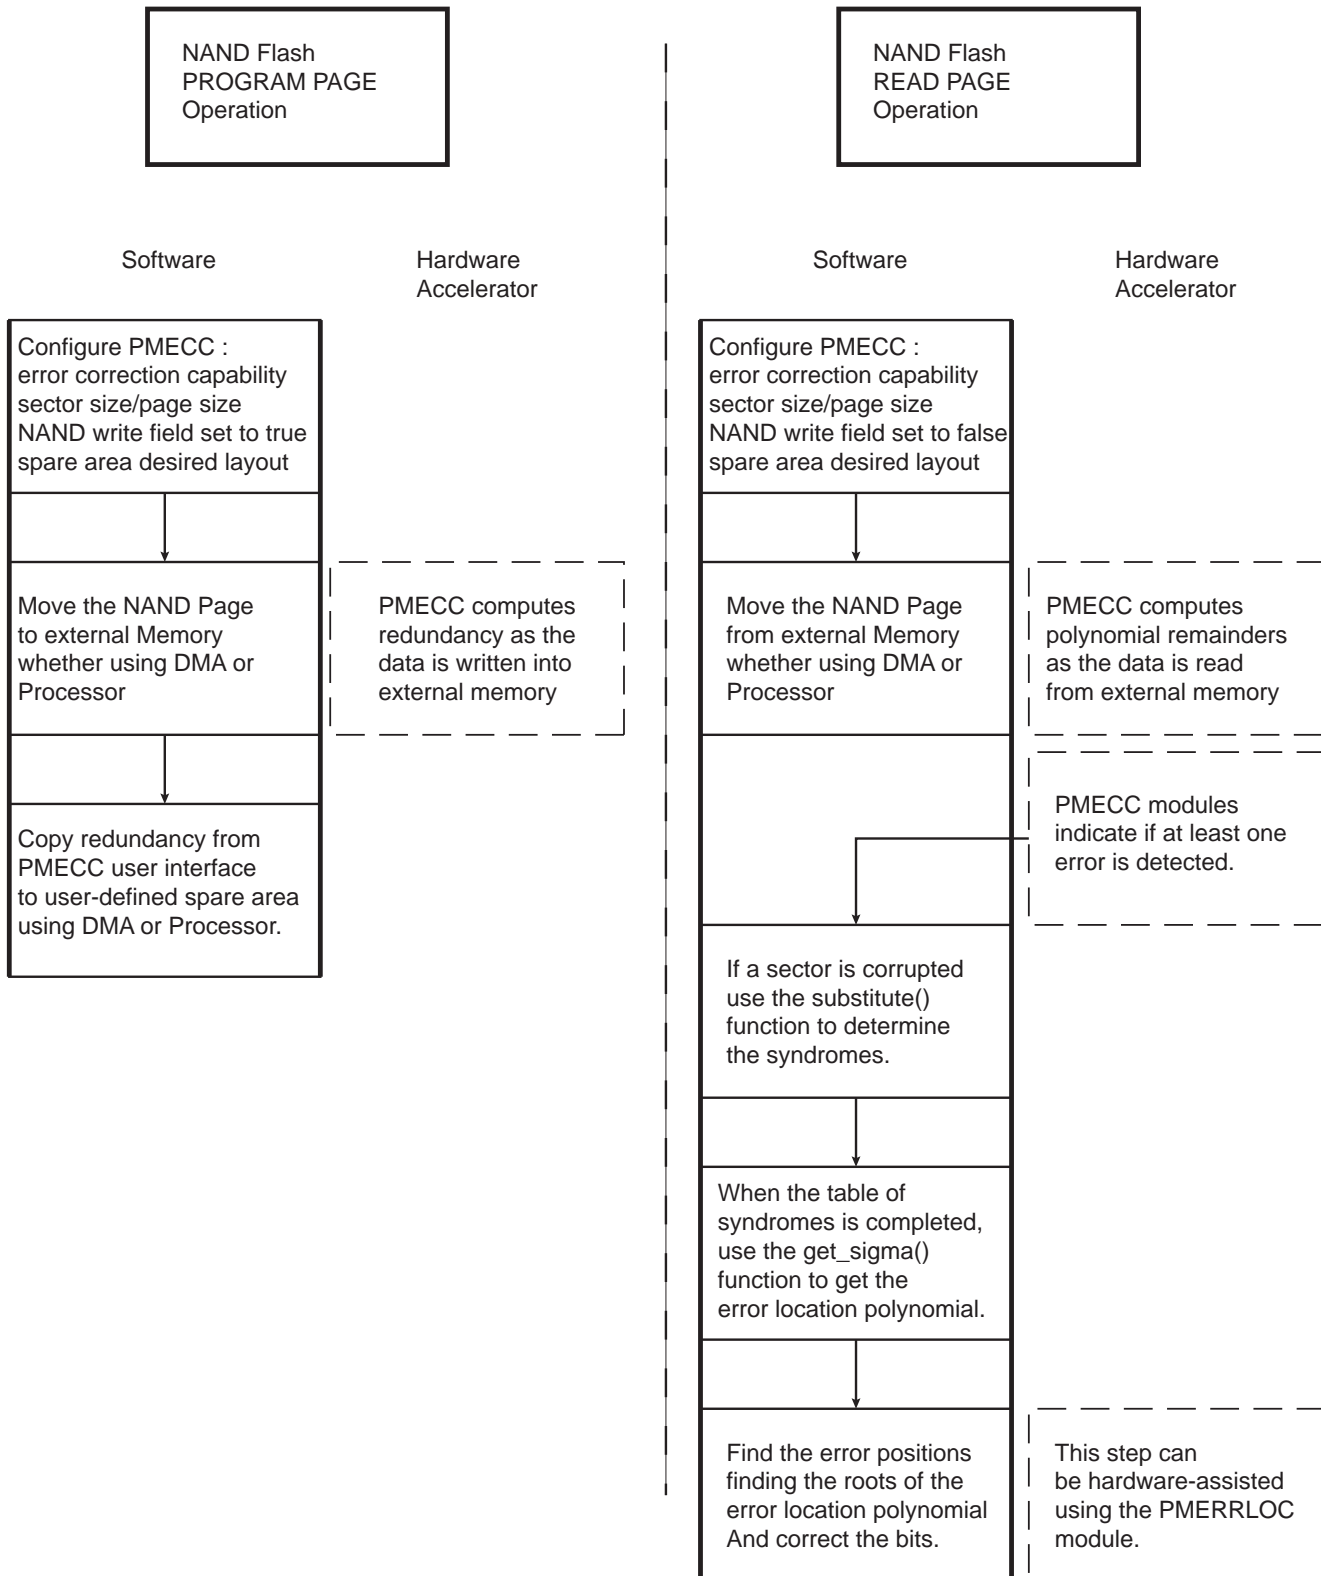 NAND Flash
PROGRAM PAGE
Operation
Software
Hardware
Accelerator
Configure PMECC :
error correction capability
sector size/page size
NAND write field set to true
spare area desired layout
Move the NAND Page
to external Memory
whether using DMA or
Processor
PMECC computes
redundancy as the
data is written into
external memory
Copy redundancy from
PMECC user interface
to user-defined spare area
using DMA or Processor.
NAND Flash
READ PAGE
Operation
Software
Hardware
Accelerator
Configure PMECC :
error correction capability
sector size/page size
NAND write field set to false
spare area desired layout
Move the NAND Page
from external Memory
whether using DMA or
Processor
PMECC computes
polynomial remainders
as the data is read
from external memory
PMECC modules
indicate if at least one
error is detected.
If a sector is corrupted
use the substitute()
function to determine
the syndromes.
When the table of
syndromes is completed,
use the get_sigma()
function to get the
error location polynomial.
Find the error positions
finding the roots of the
error location polynomial
And correct the bits.
This step can
be hardware-assisted
using the PMERRLOC
module.